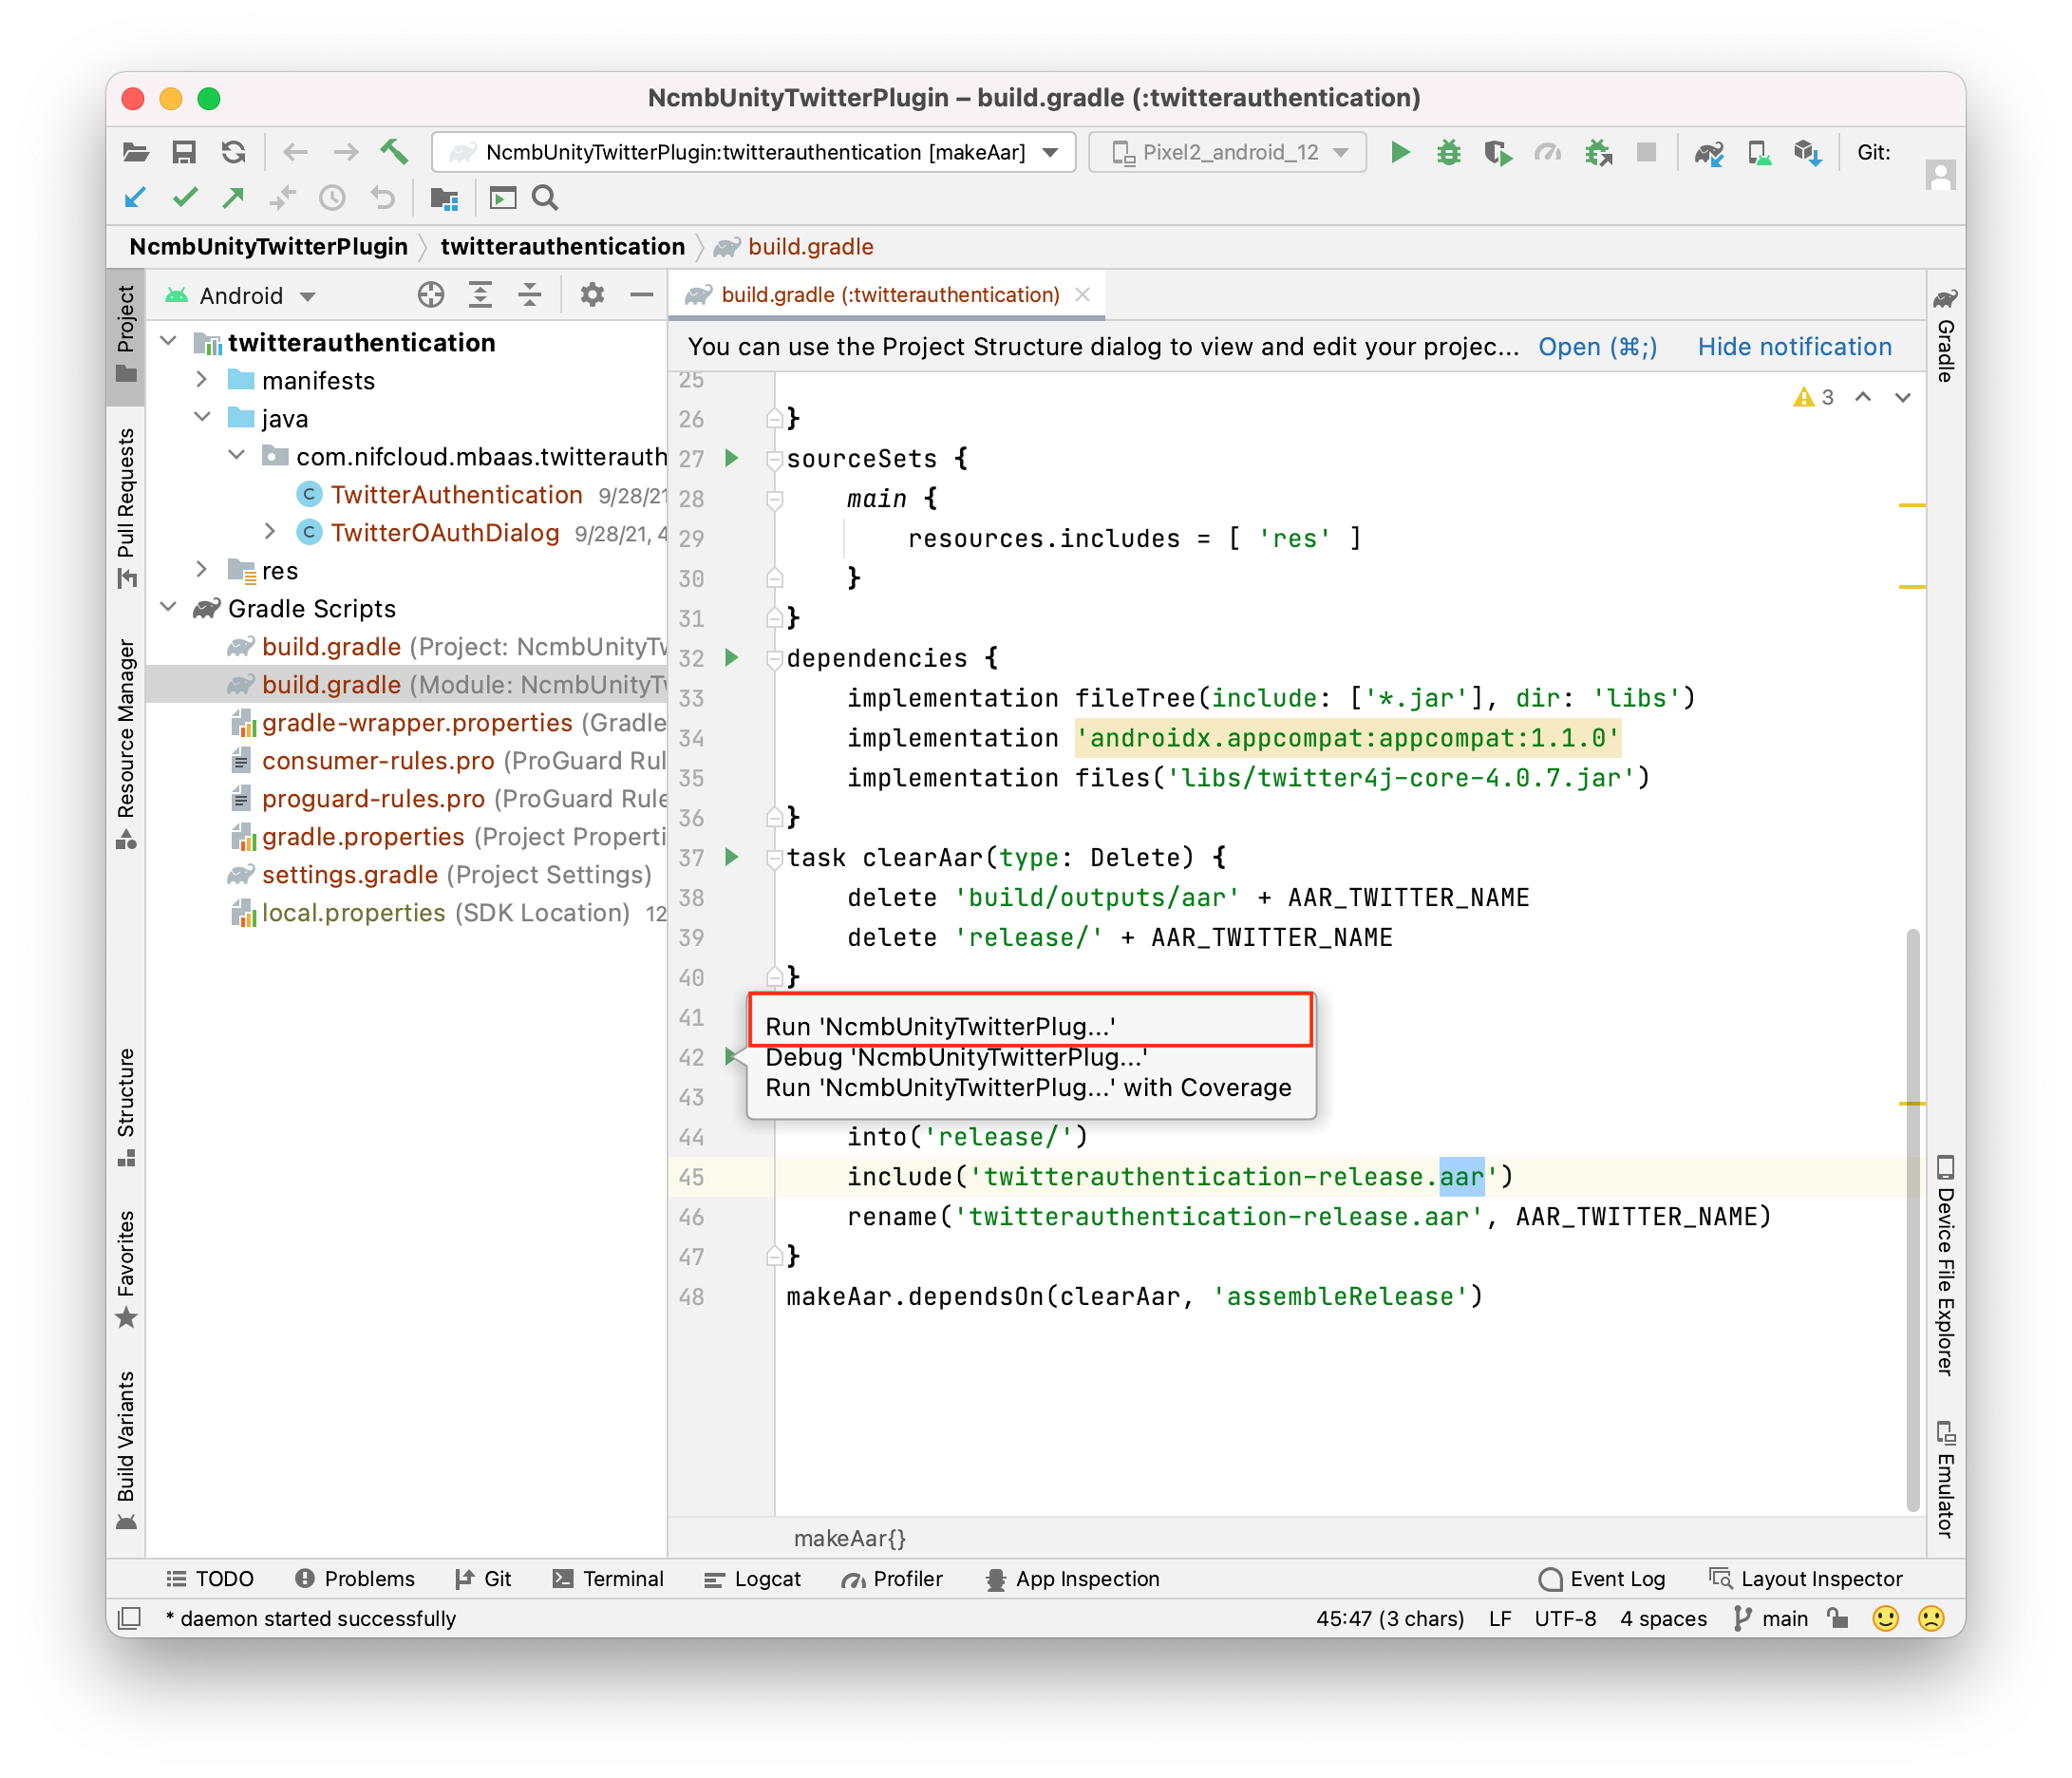 NcmbUnityTwitterPlugin – build.gradle (:twitterauthentication)
NcmbUnityTwitterPlugin:twitterauthentication [makeAar]
Pixel2_android_12
Git:
NcmbUnityTwitterPlugin
twitterauthentication
build.gradle
Project
Pull Requests
Resource Manager
Structure
Favorites
Build Variants
Android
twitterauthentication
manifests
java
com.nifcloud.mbaas.twitterauth
TwitterAuthentication 9/28/21
TwitterOAuthDialog 9/28/21, 4
res
Gradle Scripts
build.gradle (Project: NcmbUnityTw
build.gradle (Module: NcmbUnityTw
gradle-wrapper.properties (Gradle
consumer-rules.pro (ProGuard Rul
proguard-rules.pro (ProGuard Rule
gradle.properties (Project Properti
settings.gradle (Project Settings)
local.properties (SDK Location) 12
build.gradle (:twitterauthentication)
You can use the Project Structure dialog to view and edit your projec... Open (⌘;) Hide notification
3
25
26 }
27 sourceSets {
28 main {
29 resources.includes = [ 'res' ]
30 }
31 }
32 dependencies {
33 implementation fileTree(include: ['*.jar'], dir: 'libs')
34 implementation 'androidx.appcompat:appcompat:1.1.0'
35 implementation files('libs/twitter4j-core-4.0.7.jar')
36 }
37 task clearAar(type: Delete) {
38 delete 'build/outputs/aar' + AAR_TWITTER_NAME
39 delete 'release/' + AAR_TWITTER_NAME
40 }
41
Run 'NcmbUnityTwitterPlug...'
42
Debug 'NcmbUnityTwitterPlug...'
Run 'NcmbUnityTwitterPlug...' with Coverage
43
44 into('release/')
45 include('twitterauthentication-release.aar')
46 rename('twitterauthentication-release.aar', AAR_TWITTER_NAME)
47 }
48 makeAar.dependsOn(clearAar, 'assembleRelease')
makeAar{}
Gradle
Device File Explorer
Emulator
TODO
Problems
Git
Terminal
Logcat
Profiler
App Inspection
Event Log
Layout Inspector
* daemon started successfully
45:47 (3 chars)
LF
UTF-8
4 spaces
main